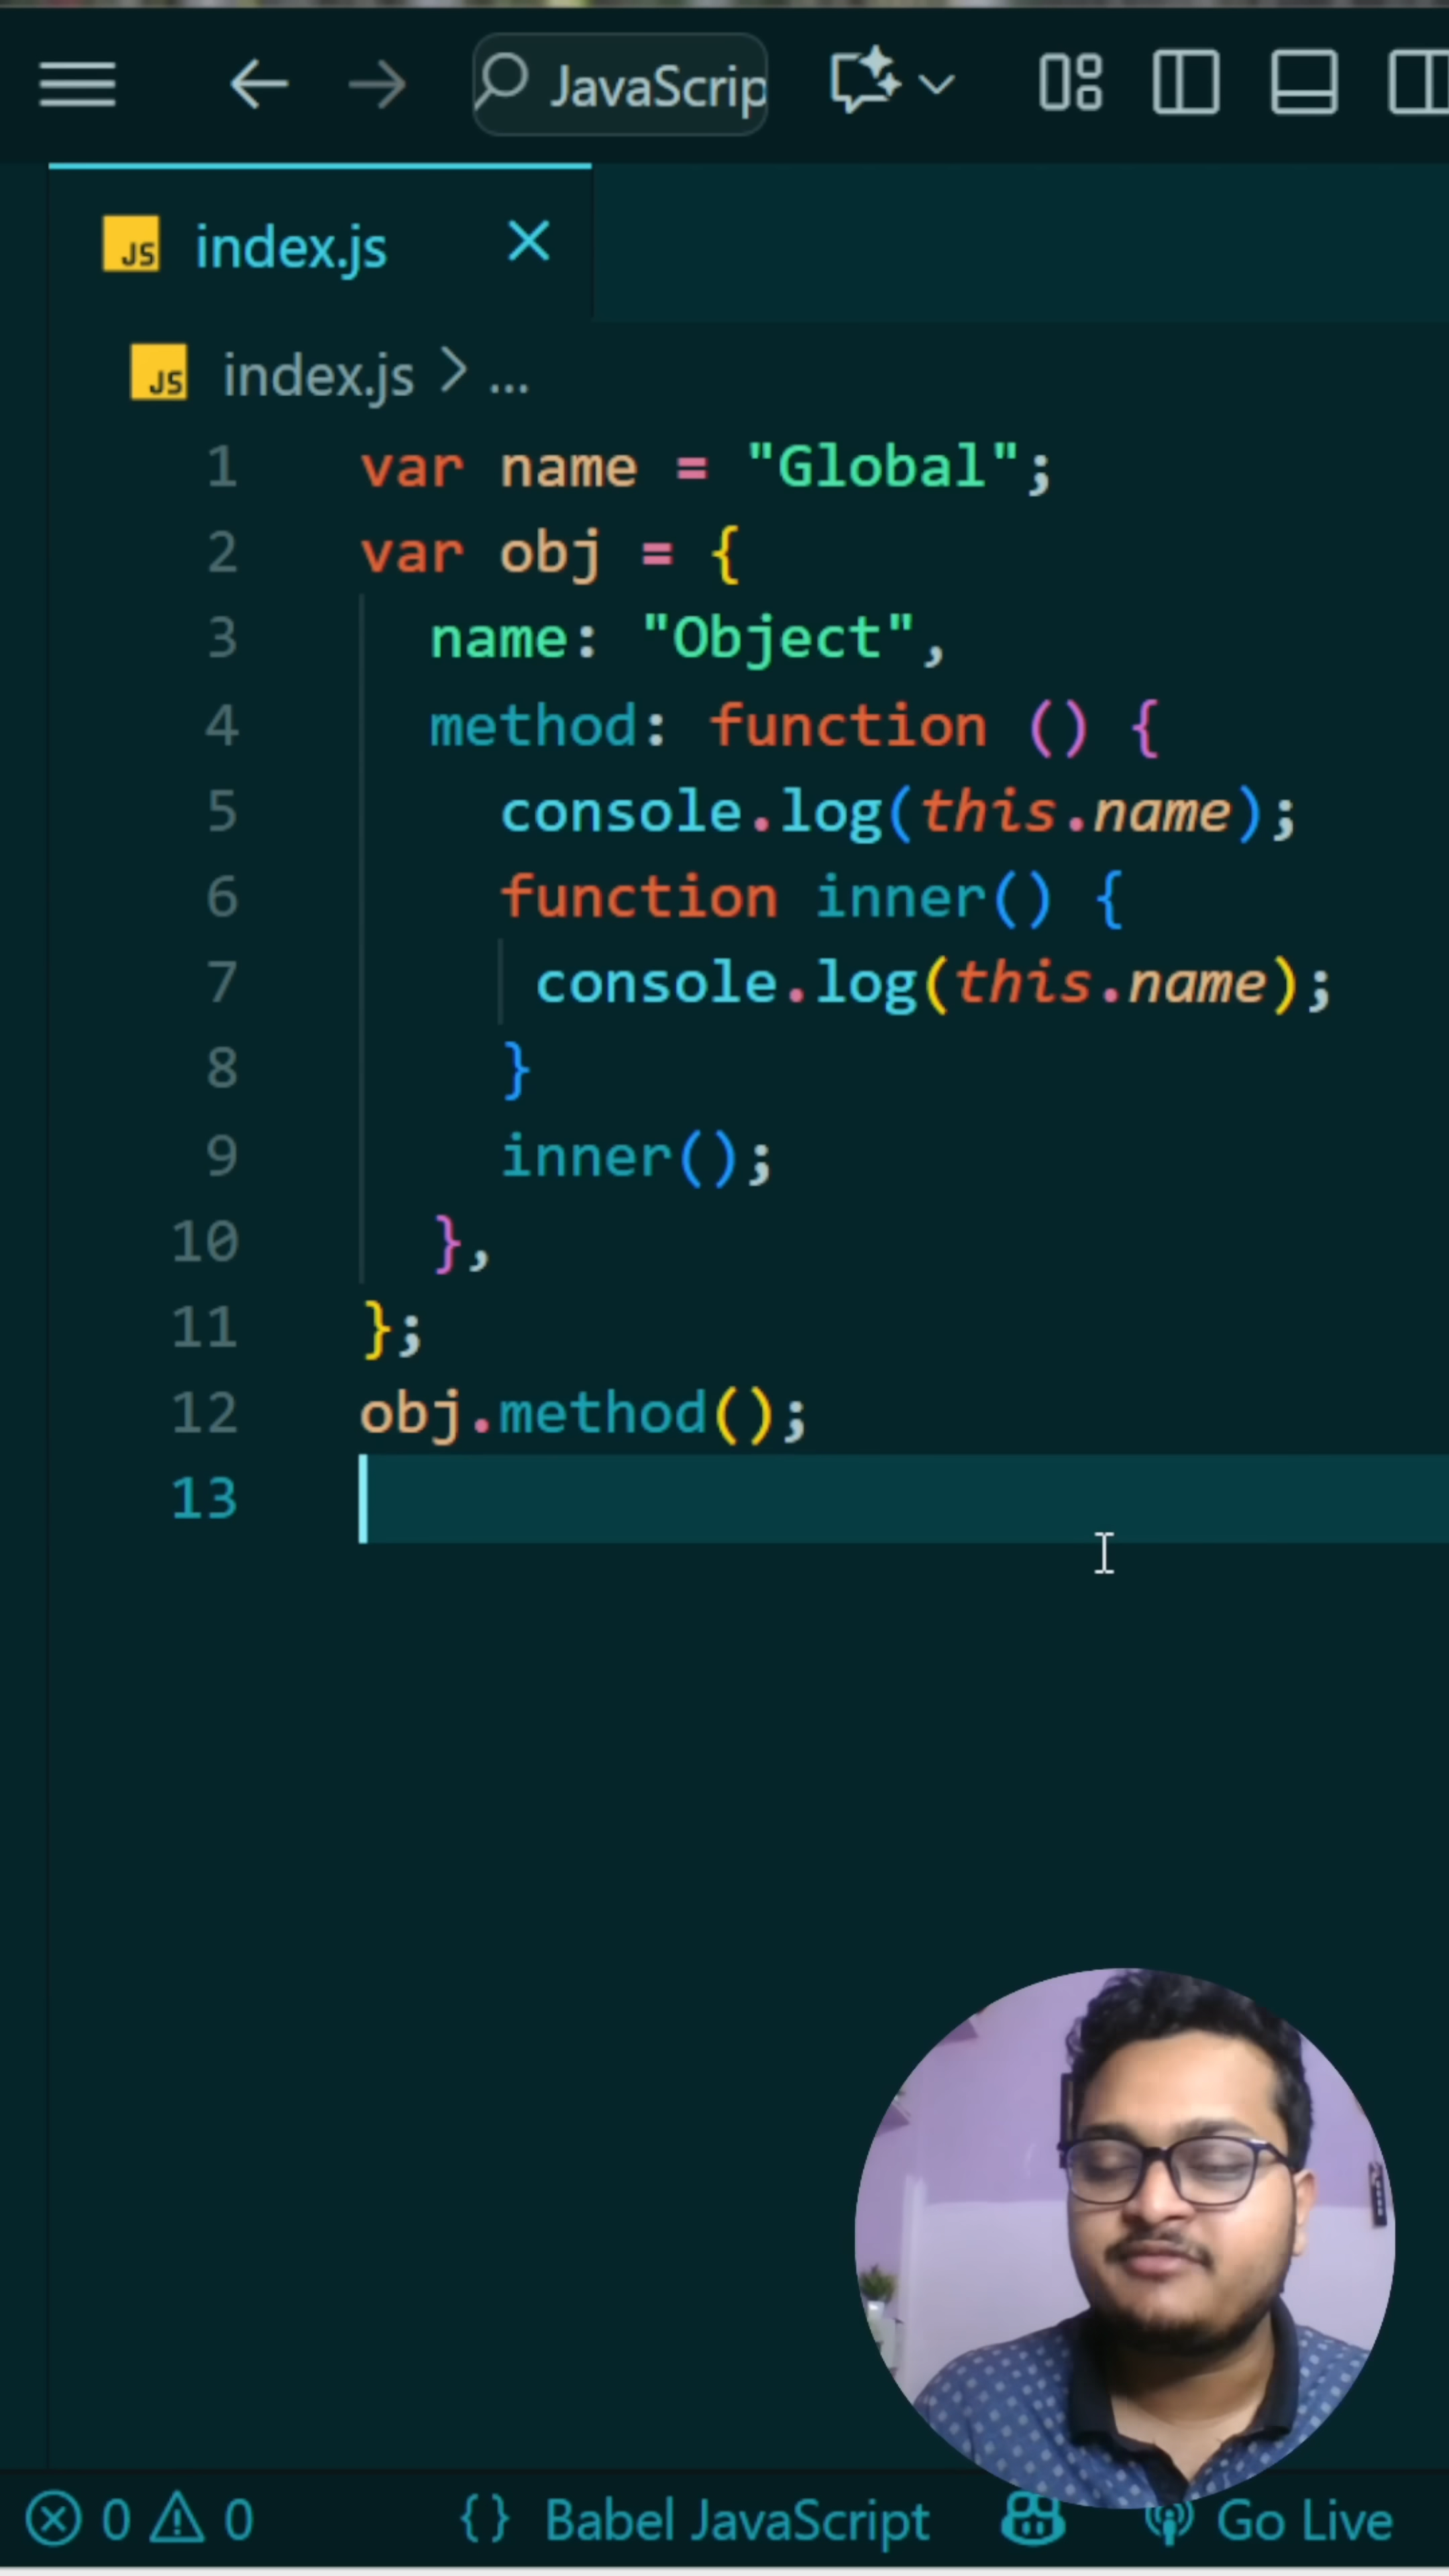 JavaScrip
JS index.js
JS index.js > ...
1 var name = "Global";
2 var obj = {
3   name: "Object",
4   method: function () {
5     console.log(this.name);
6     function inner() {
7      console.log(this.name);
8     }
9     inner();
10   },
11 };
12 obj.method();
13
0 0 {} Babel JavaScript Go Live